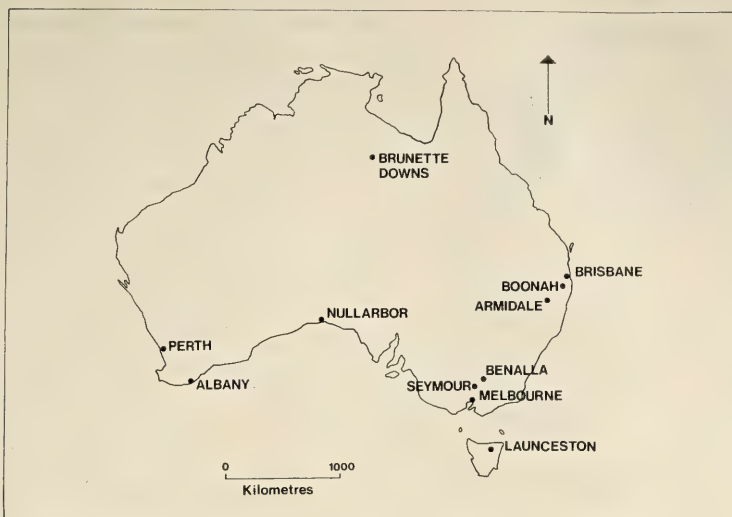 N
BRUNETTE
DOWNS
BRISBANE
BOONAH
ARMIDALE
NULLARBOR
PERTH
ALBANY
BENALLA
SEYMOUR
MELBOURNE
LAUNCESTON
0 1000
Kilometres